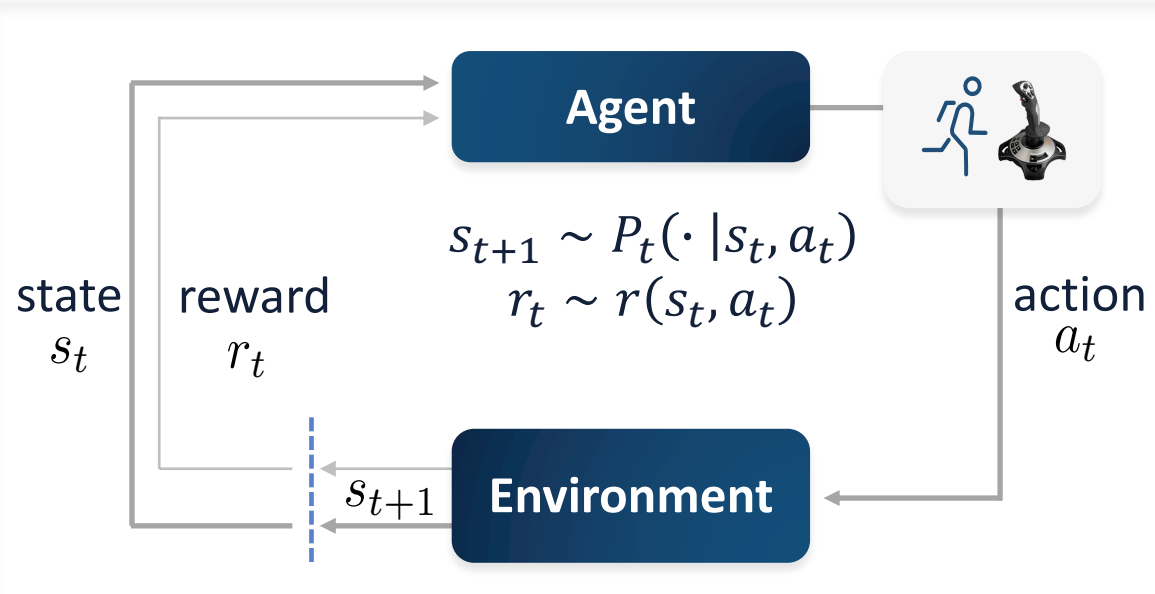 Agent
s_{t+1} ~ P_t(· |s_t, a_t)
r_t ~ r(s_t, a_t)
state
s_t
reward
r_t
action
a_t
s_{t+1}
Environment